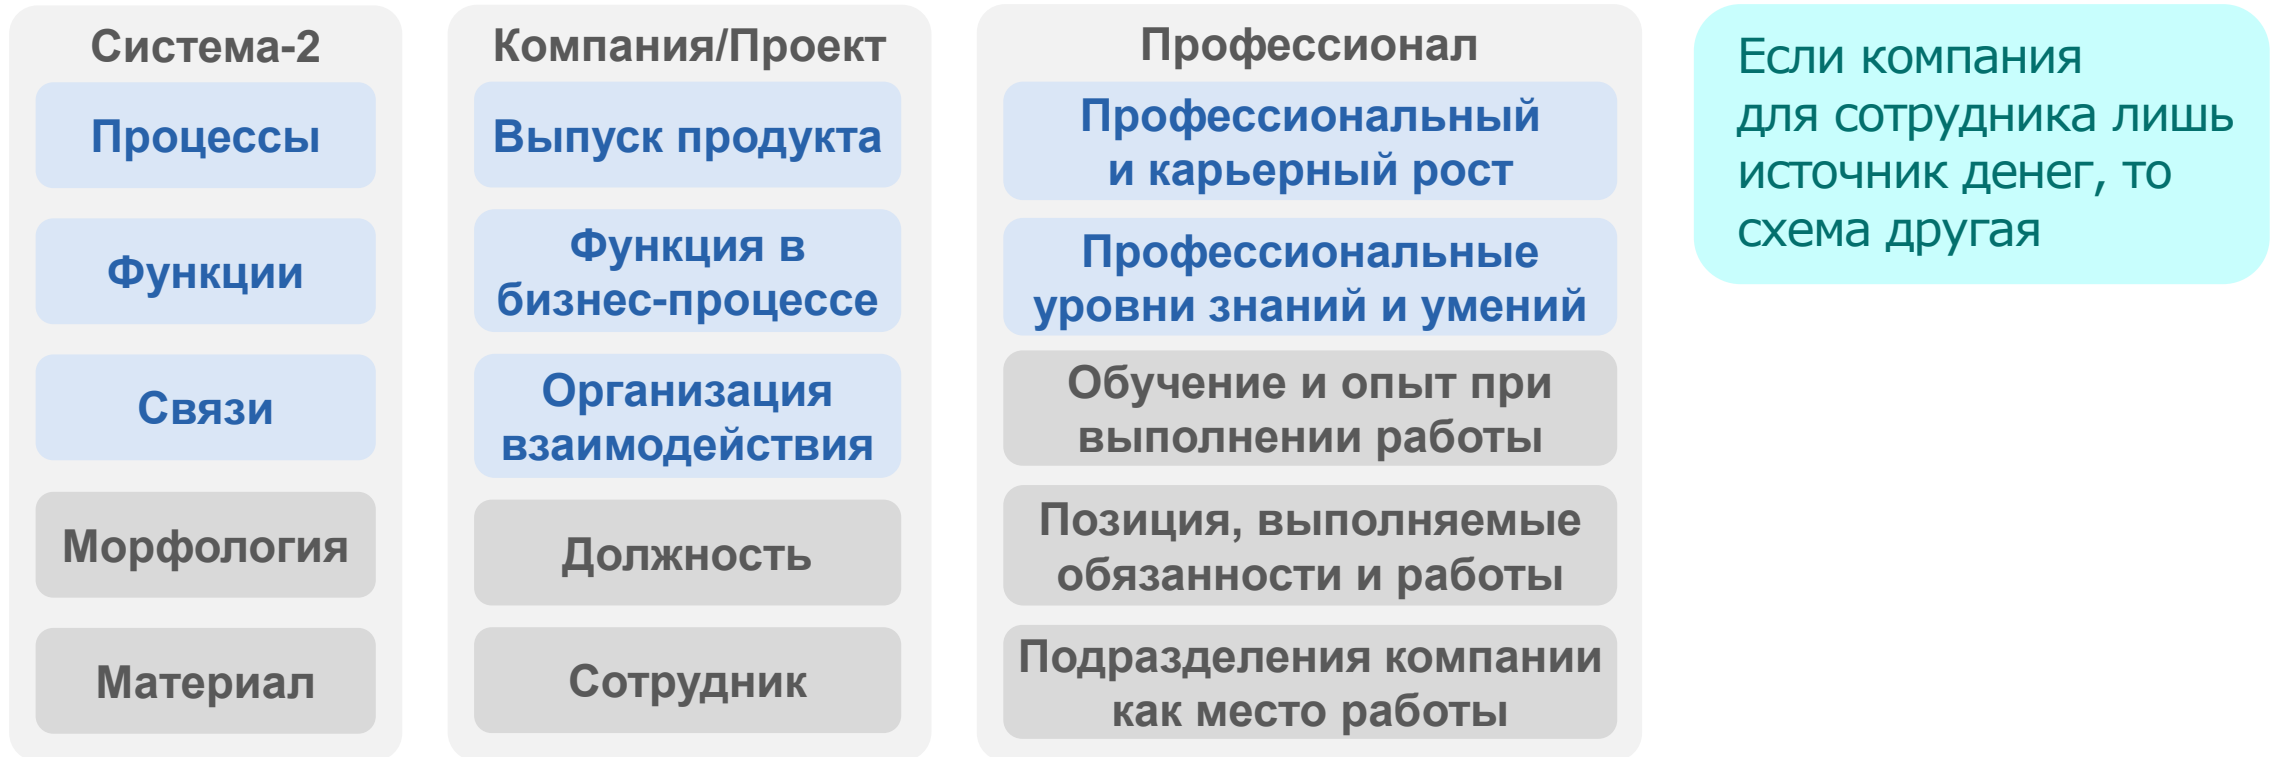 Система-2
Процессы
Функции
Связи
Морфология
Материал
Компания/Проект
Выпуск продукта
Функция в
бизнес-процессе
Организация
взаимодействия
Должность
Сотрудник
Профессионал
Профессиональный
и карьерный рост
Профессиональные
уровни знаний и умений
Обучение и опыт при
выполнении работы
Позиция, выполняемые
обязанности и работы
Подразделения компании
как место работы
Если компания
для сотрудника лишь
источник денег, то
схема другая